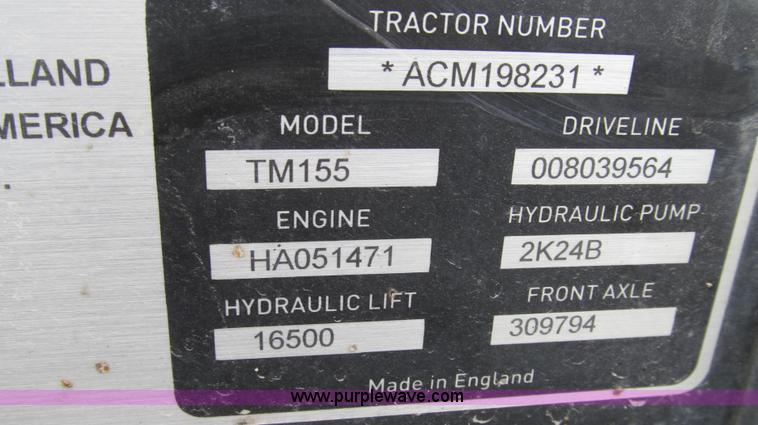 LLAND
MERICA
TRACTOR NUMBER
* ACM198231 *
MODEL DRIVELINE
TM155 008039564
ENGINE HYDRAULIC PUMP
HA051471 2K24B
HYDRAULIC LIFT FRONT AXLE
16500 309794
Made in England
www.purplewave.com